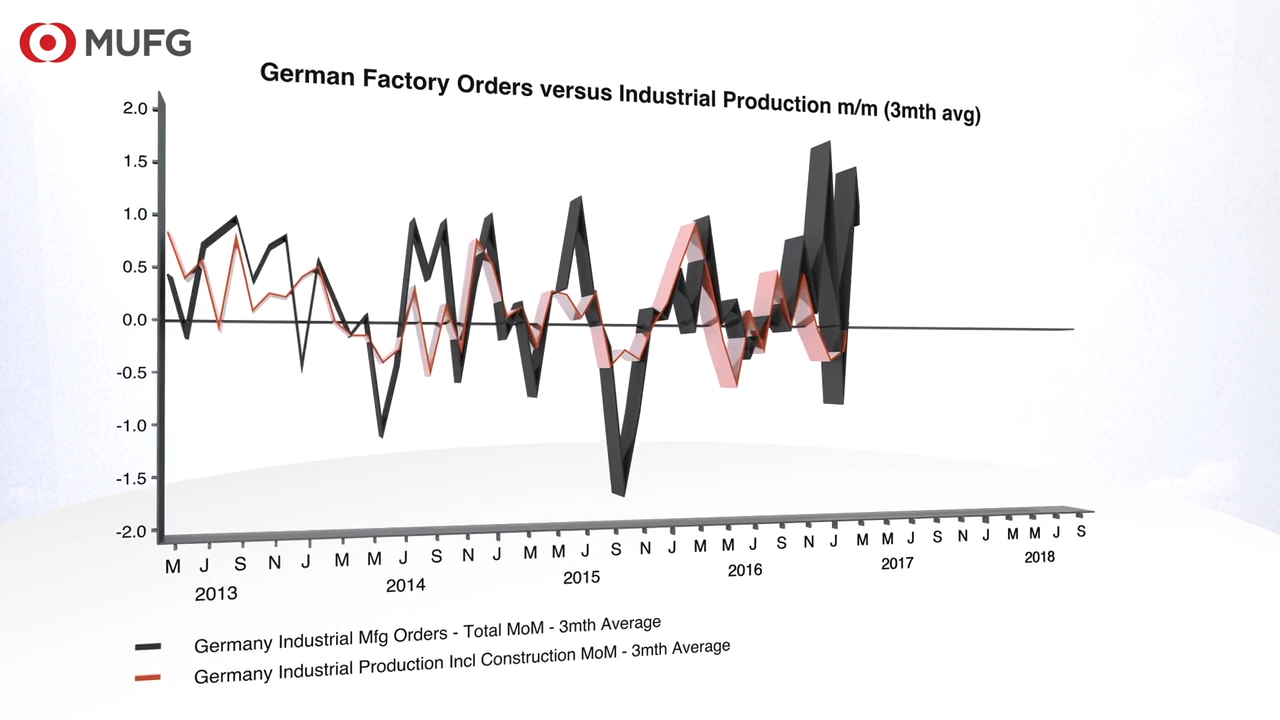 MUFG
German Factory Orders versus Industrial Production m/m (3mth avg)
2.0
1.5
1.0
0.5
0.0
-0.5
-1.0
-1.5
-2.0
M J S N J M M J S N J M M J S N J M M J S N J M M J S N J M M J S
2013 2014 2015 2016 2017 2018
Germany Industrial Mfg Orders - Total MoM - 3mth Average
Germany Industrial Production Incl Construction MoM - 3mth Average